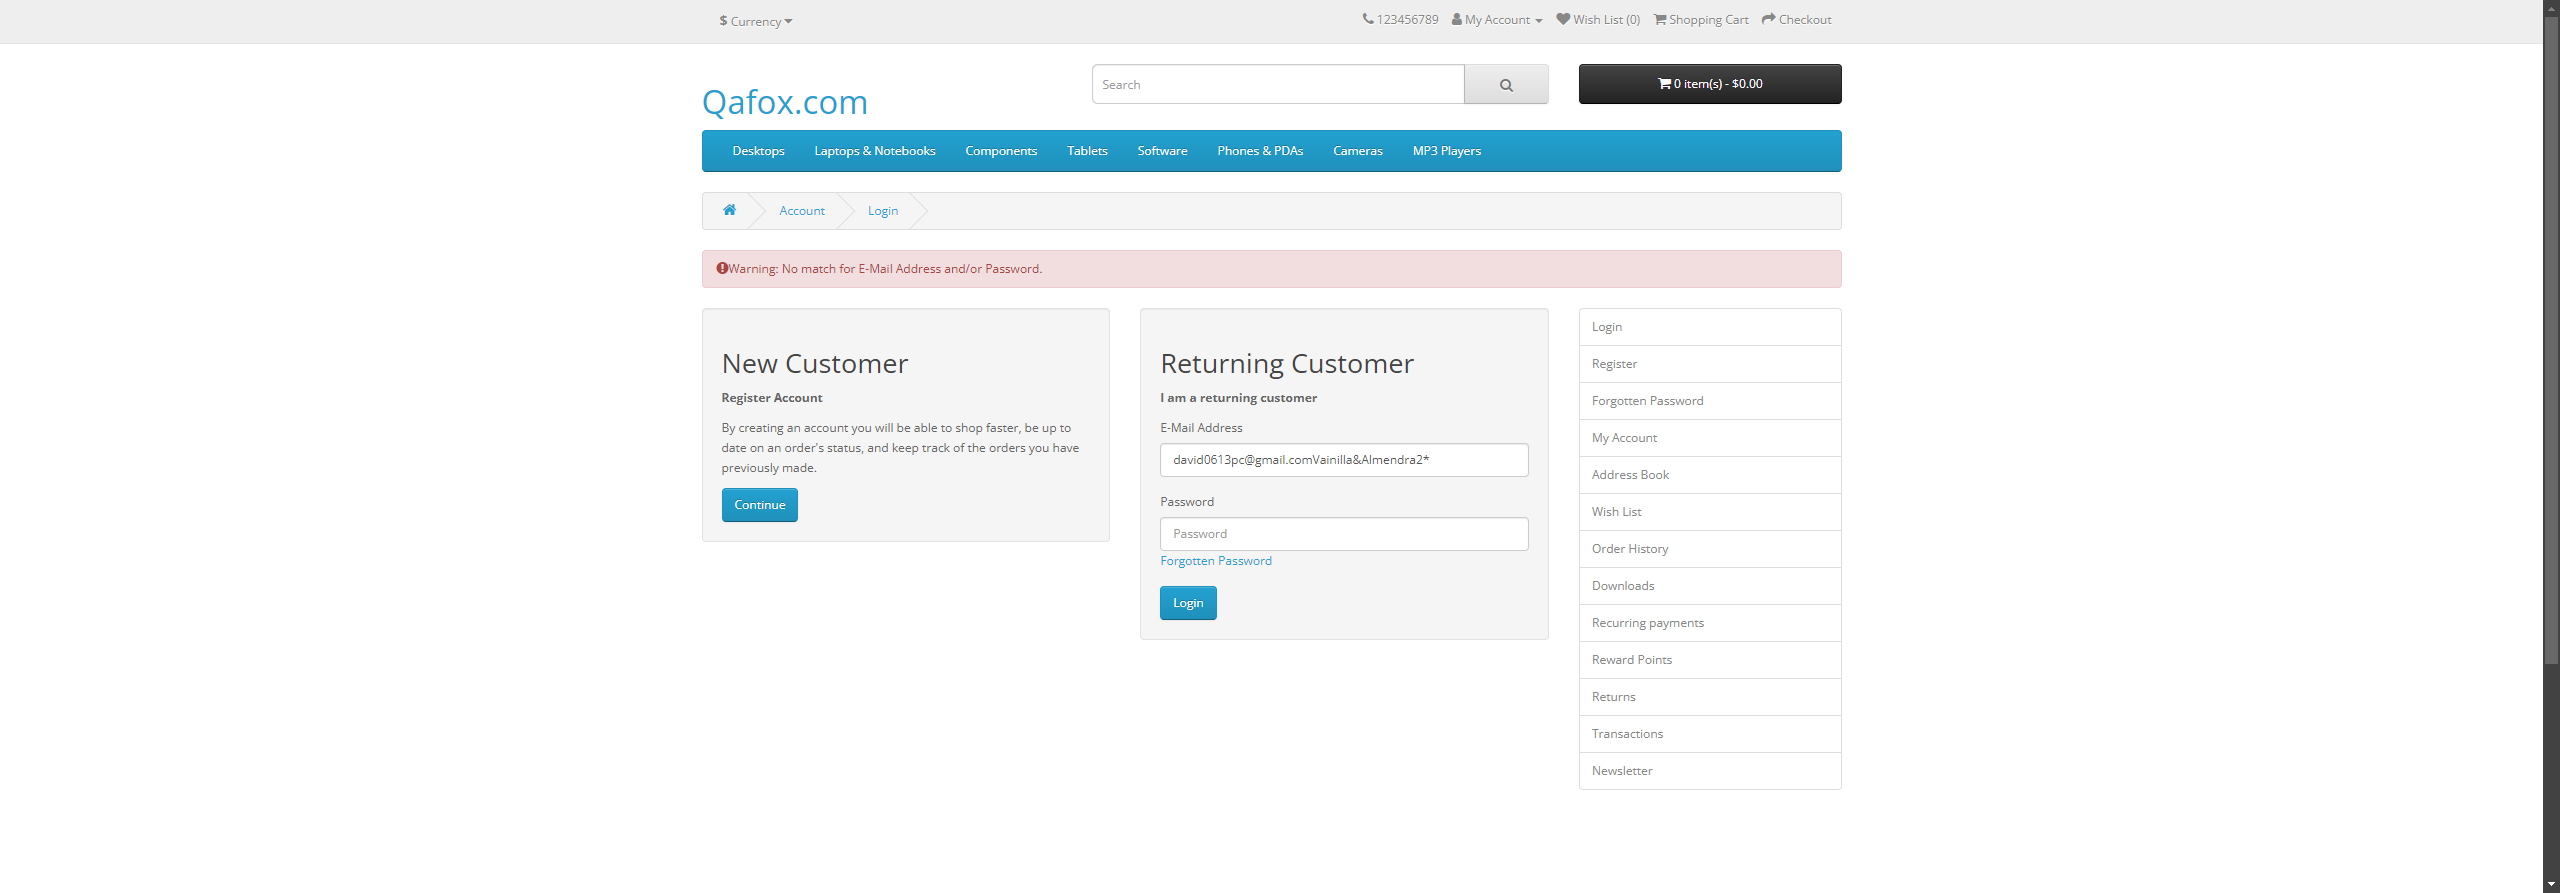 $ Currency
123456789 My Account Wish List (0) Shopping Cart Checkout
Qafox.com
Search
0 item(s) - $0.00
Desktops Laptops & Notebooks Components Tablets Software Phones & PDAs Cameras MP3 Players
Account Login
Warning: No match for E-Mail Address and/or Password.
New Customer
Register Account
By creating an account you will be able to shop faster, be up to
date on an order's status, and keep track of the orders you have
previously made.
Continue
Returning Customer
I am a returning customer
E-Mail Address
david0613pc@gmail.comVainilla&Almendra2*
Password
Password
Forgotten Password
Login
Login
Register
Forgotten Password
My Account
Address Book
Wish List
Order History
Downloads
Recurring payments
Reward Points
Returns
Transactions
Newsletter